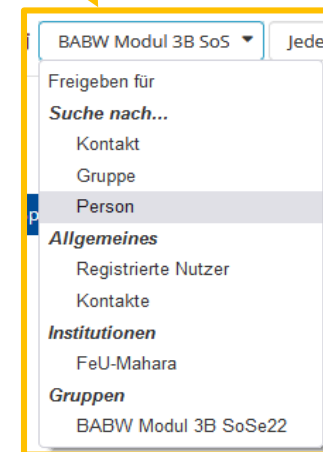 BABW Modul 3B SoS Jede
Freigeben für
Suche nach...
Kontakt
Gruppe
Person
Allgemeines
Registrierte Nutzer
Kontakte
Institutionen
FeU-Mahara
Gruppen
BABW Modul 3B SoSe22